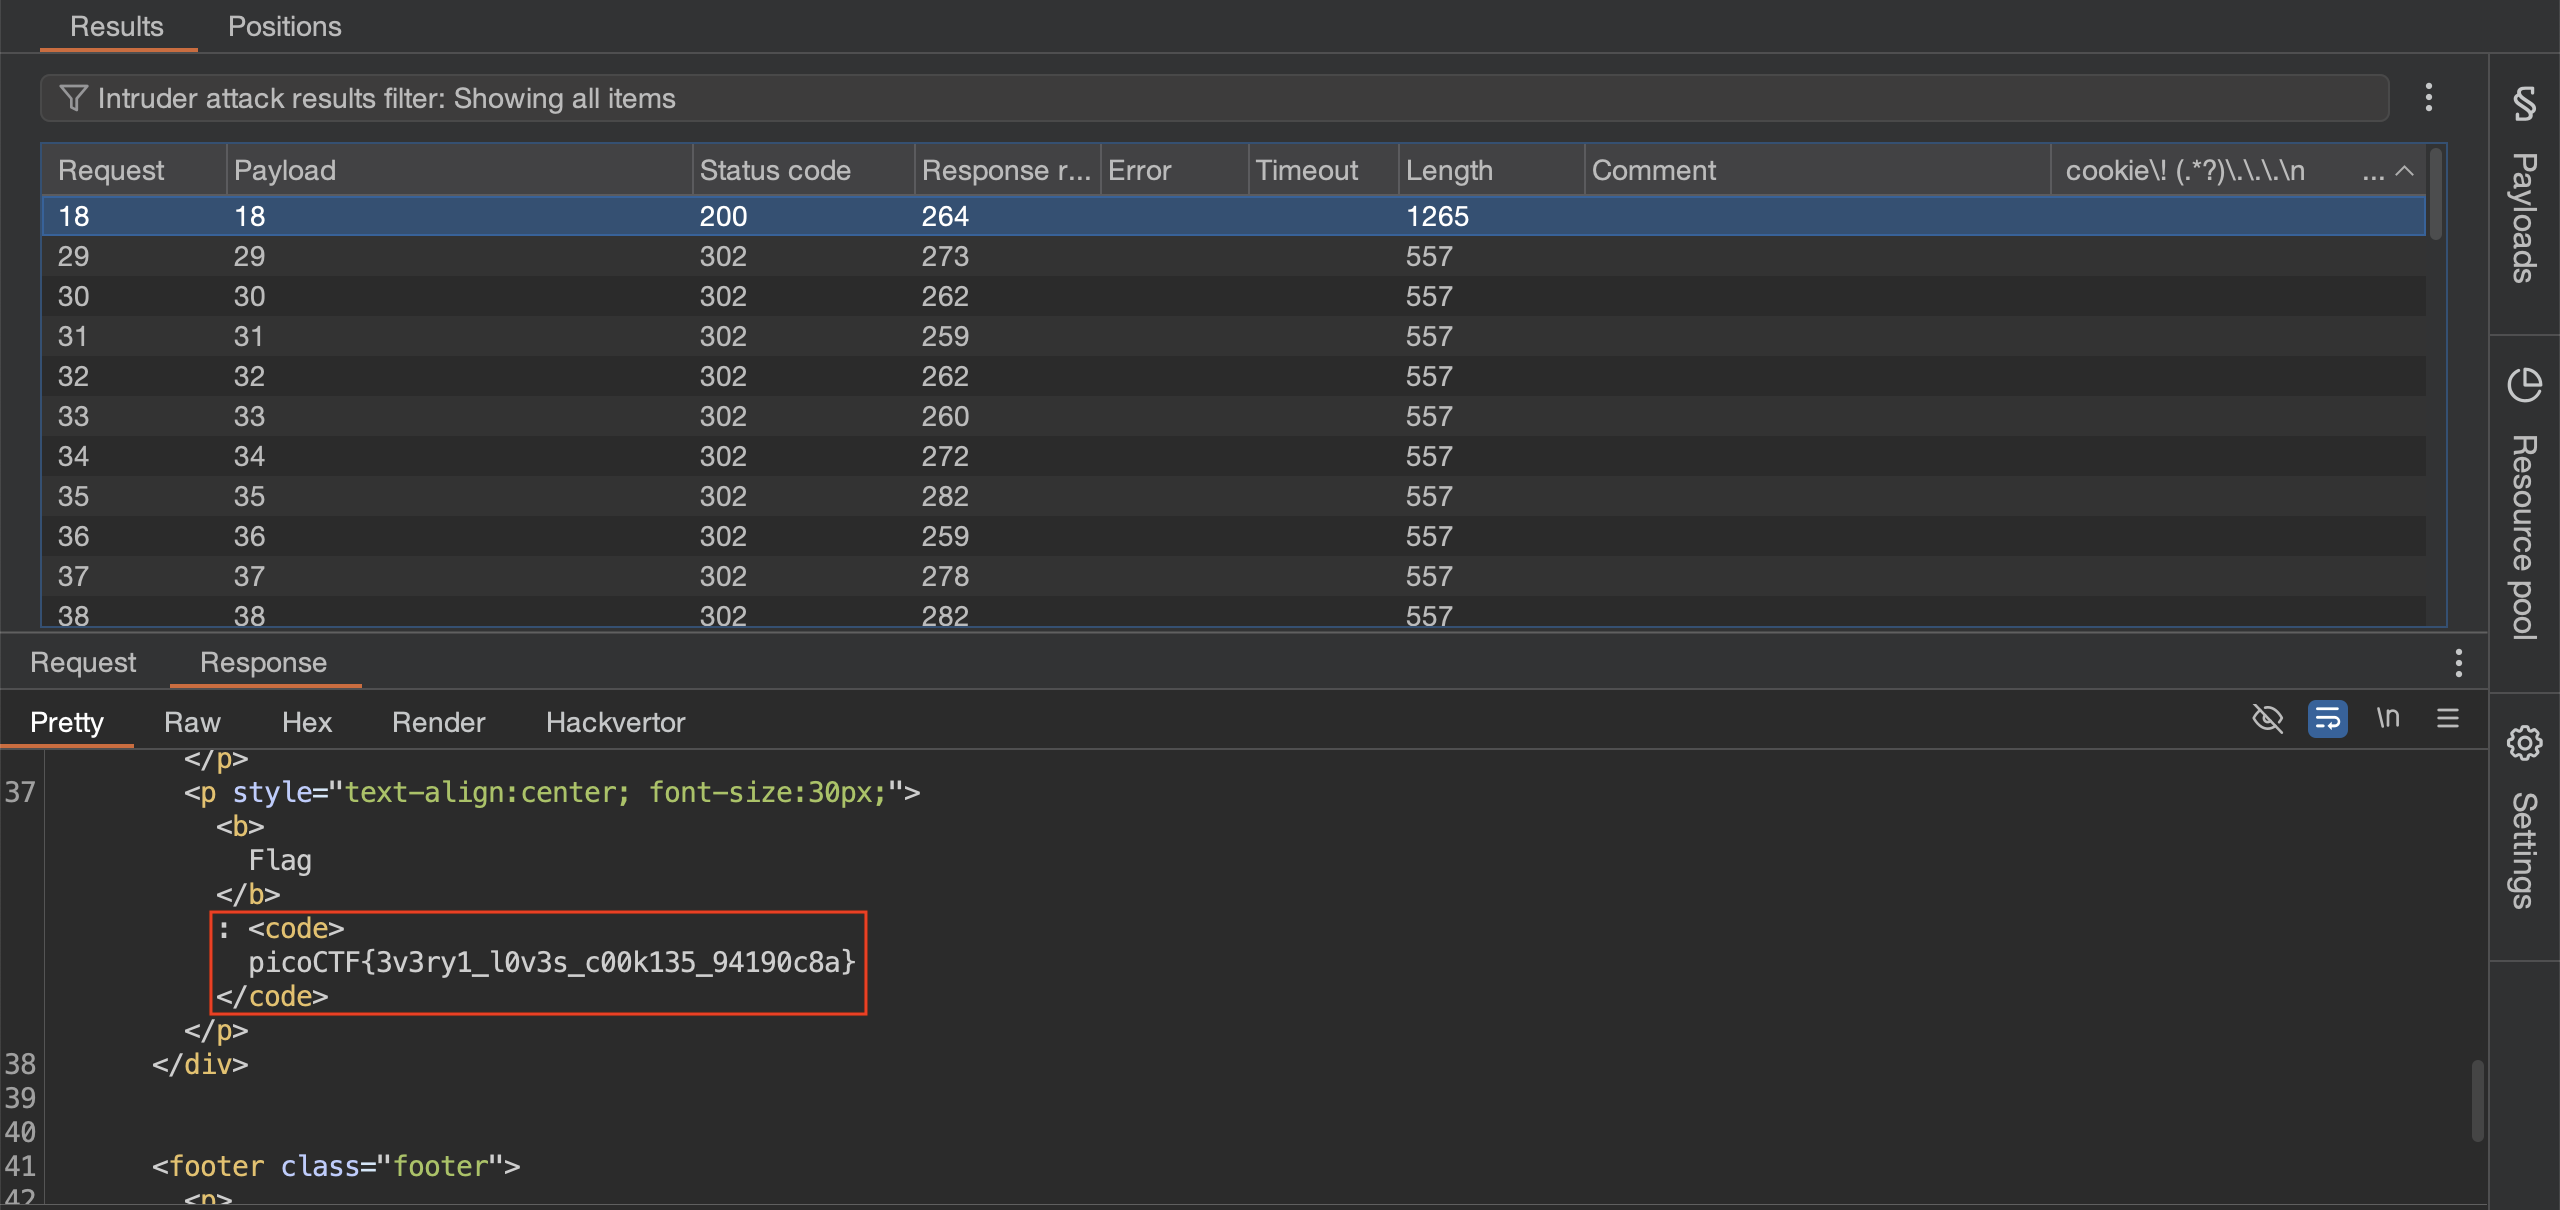 Results Positions
Intruder attack results filter: Showing all items
Request Payload Status code Response r... Error Timeout Length Comment cookie\! (.*?)\.\.\.\n ...
18 18 200 264 1265
29 29 302 273 557
30 30 302 262 557
31 31 302 259 557
32 32 302 262 557
33 33 302 260 557
34 34 302 272 557
35 35 302 282 557
36 36 302 259 557
37 37 302 278 557
38 38 302 282 557
Request Response
Pretty Raw Hex Render Hackvertor \n
</p>
37 <p style="text-align:center; font-size:30px;">
<b>
Flag
</b>
: <code>
picoCTF{3v3ry1_l0v3s_c00k135_94190c8a}
</code>
</p>
38 </div>
39
40
41 <footer class="footer">
42 <p>
Payloads
Resource pool
Settings